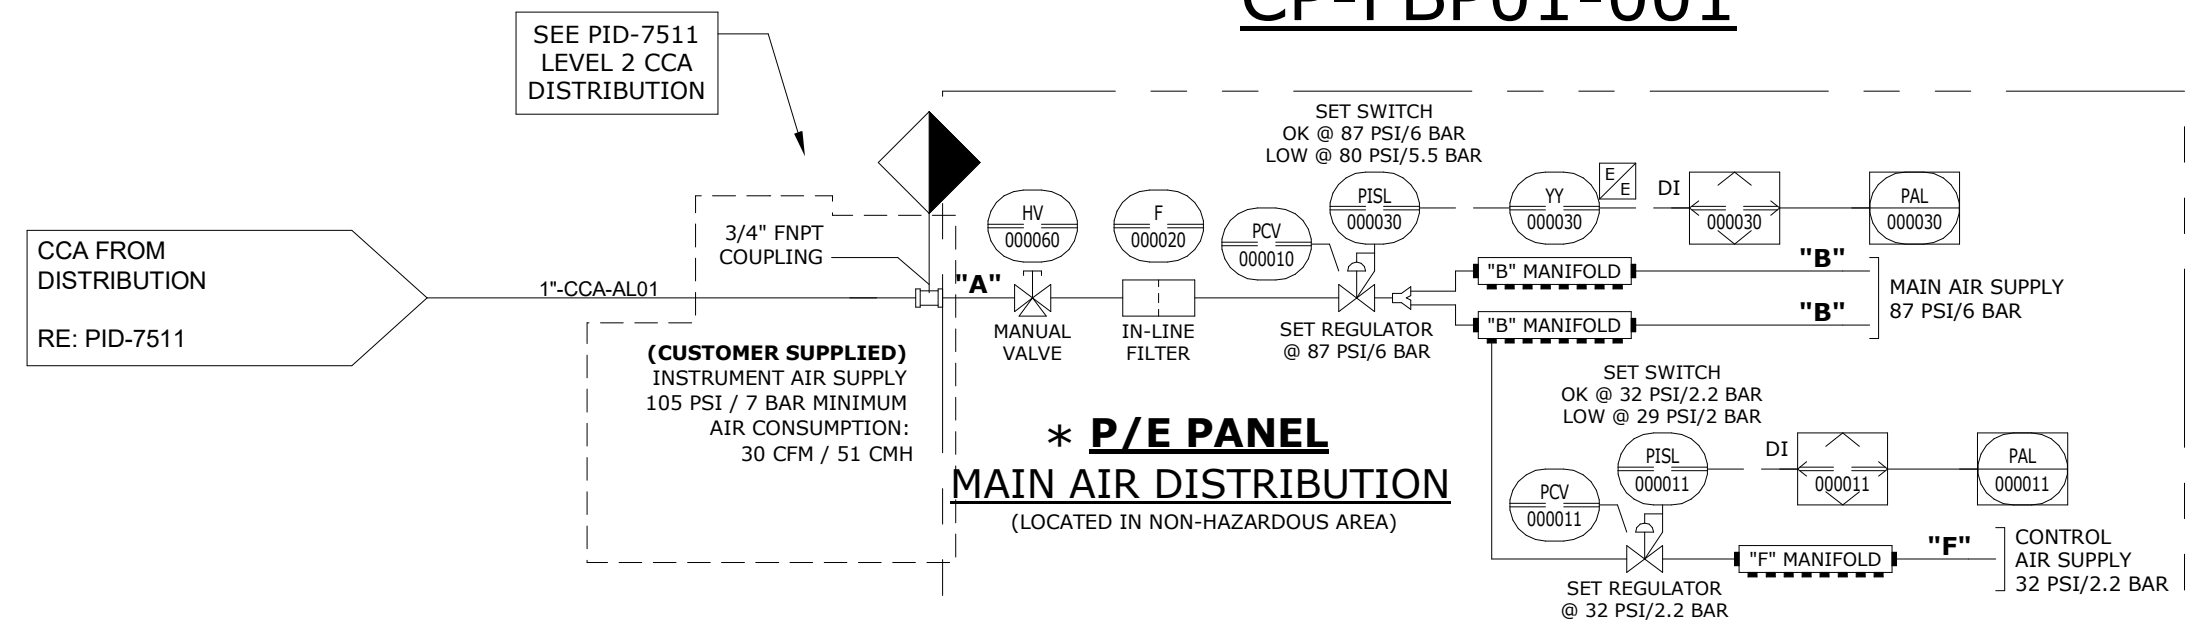 CP-PBP01-001
SEE PID-7511
LEVEL 2 CCA
DISTRIBUTION
CCA FROM
DISTRIBUTION
RE: PID-7511
1"-CCA-AL01
3/4" FNPT
COUPLING
(CUSTOMER SUPPLIED)
INSTRUMENT AIR SUPPLY
105 PSI / 7 BAR MINIMUM
AIR CONSUMPTION:
30 CFM / 51 CMH
"A"
HV
000060
MANUAL
VALVE
F
000020
IN-LINE
FILTER
PCV
000010
SET REGULATOR
@ 87 PSI/6 BAR
SET SWITCH
OK @ 87 PSI/6 BAR
LOW @ 80 PSI/5.5 BAR
PISL
000030
YY
000030
E
E
DI
000030
PAL
000030
"B" MANIFOLD
"B"
"B" MANIFOLD
"B"
MAIN AIR SUPPLY
87 PSI/6 BAR
* P/E PANEL
MAIN AIR DISTRIBUTION
(LOCATED IN NON-HAZARDOUS AREA)
SET SWITCH
OK @ 32 PSI/2.2 BAR
LOW @ 29 PSI/2 BAR
PISL
000011
DI
000011
PAL
000011
PCV
000011
SET REGULATOR
@ 32 PSI/2.2 BAR
"F" MANIFOLD
"F"
CONTROL
AIR SUPPLY
32 PSI/2.2 BAR